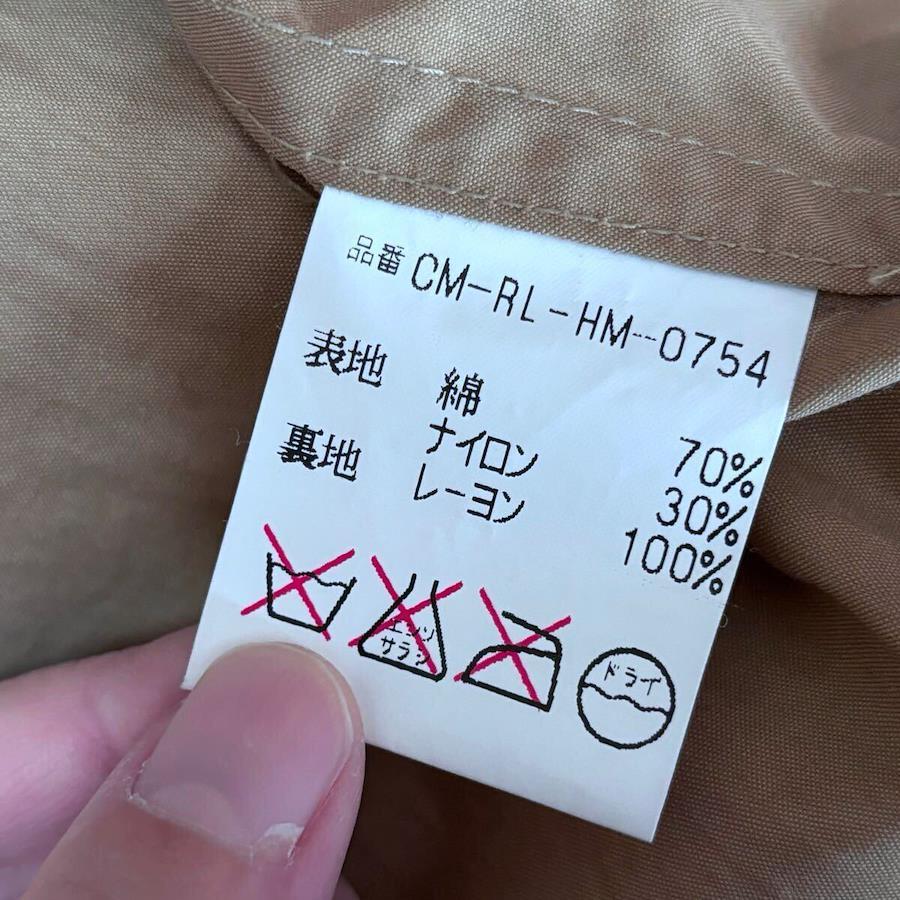 品番 CM-RL-HM-0754
表地 綿 70%
ナイロン 30%
裏地 レーヨン 100%
エンソ
サラシ
ドライ